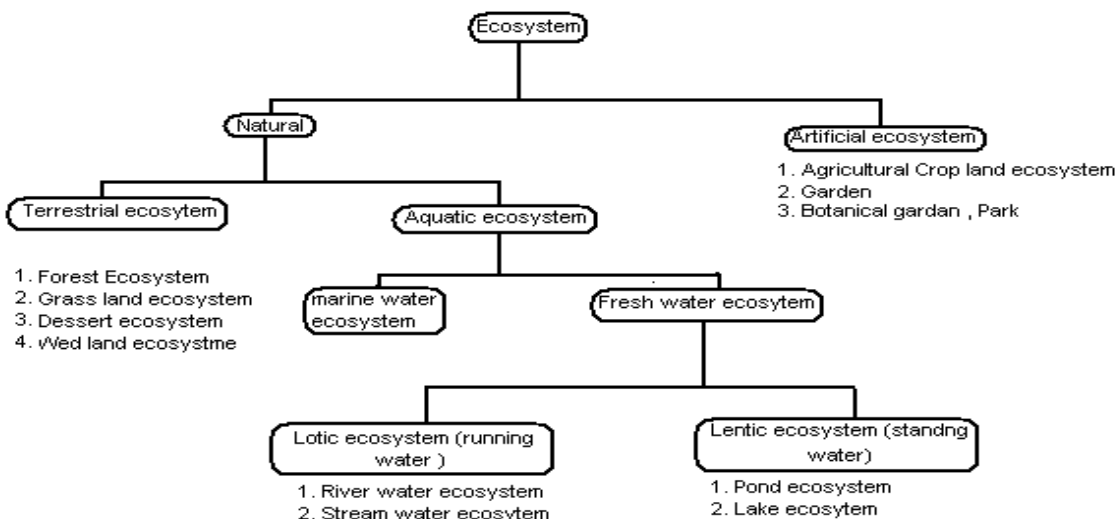 Ecosystem
Natural
Artificial ecosystem
1. Agricultural Crop land ecosystem
2. Garden
3. Botanical gardan , Park
Terrestrial ecosytem
Aquatic ecosystem
1. Forest Ecosystem
2. Grass land ecosystem
3. Dessert ecosystem
4. Wed land ecosystme
marine water
ecosystem
Fresh water ecosytem
Lotic ecosystem (running
water )
Lentic ecosystem (standng
water)
1. River water ecosystem
2. Stream water ecosytem
1. Pond ecosystem
2. Lake ecosytem